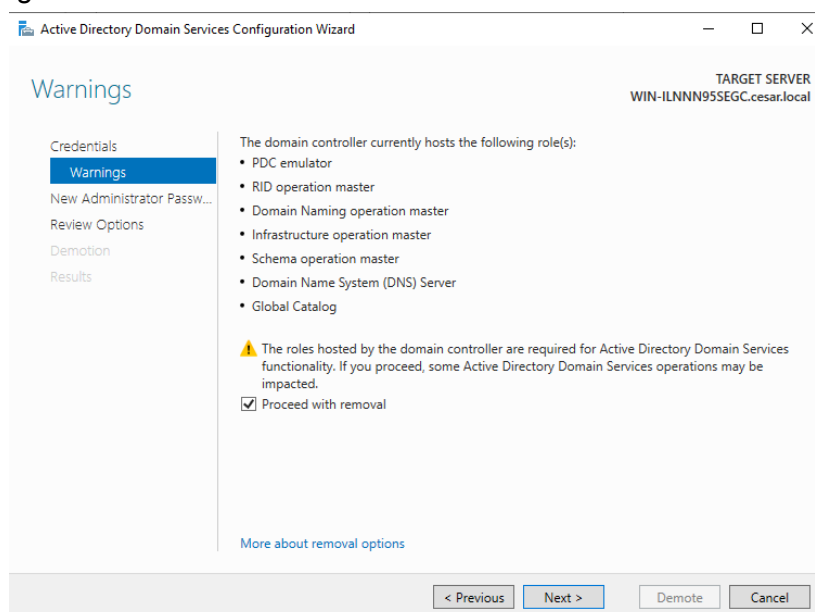 Active Directory Domain Services Configuration Wizard
Warnings
TARGET SERVER
WIN-ILNNN95SEGC.cesar.local
Credentials
Warnings
New Administrator Passw...
Review Options
Demotion
Results
The domain controller currently hosts the following role(s):
• PDC emulator
• RID operation master
• Domain Naming operation master
• Infrastructure operation master
• Schema operation master
• Domain Name System (DNS) Server
• Global Catalog
The roles hosted by the domain controller are required for Active Directory Domain Services
functionality. If you proceed, some Active Directory Domain Services operations may be
impacted.
Proceed with removal
More about removal options
< Previous
Next >
Demote
Cancel